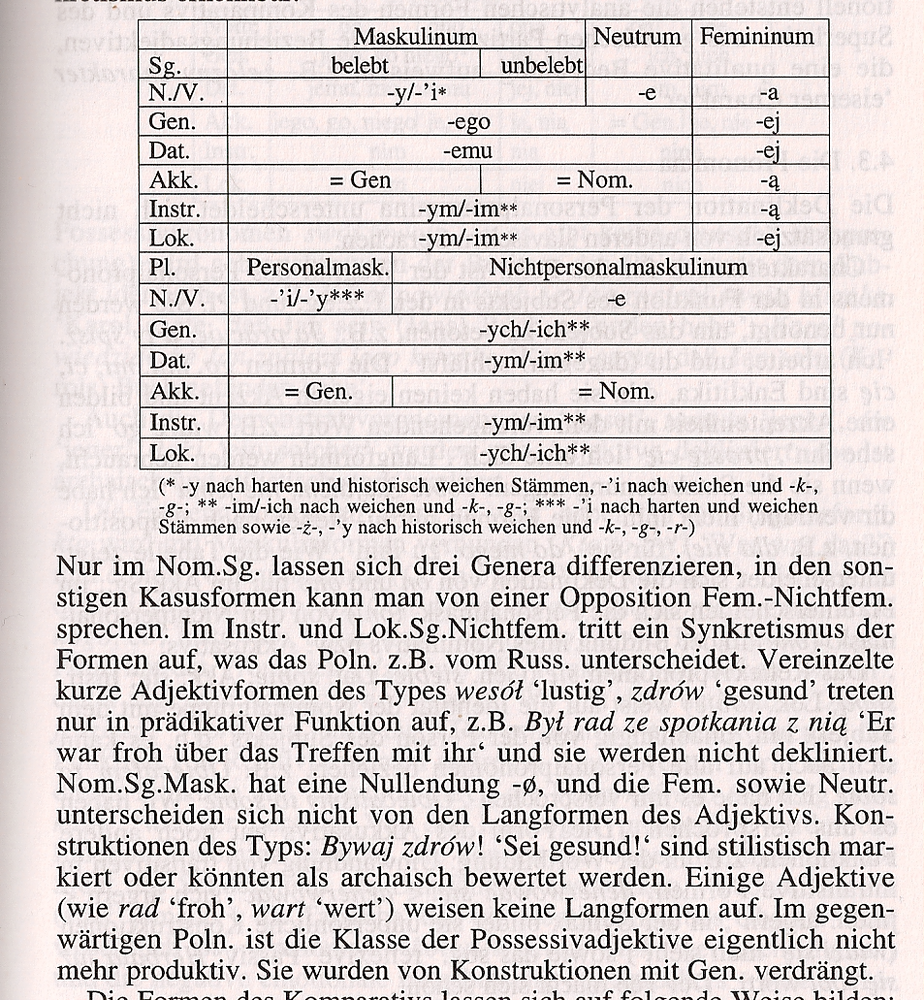 Maskulinum Neutrum Femininum
Sg. belebt unbelebt
N./V. -y/-'i* -e -a
Gen. -ego -ej
Dat. -emu -ej
Akk. = Gen = Nom. -ą
Instr. -ym/-im** -ą
Lok. -ym/-im** -ej
Pl. Personalmask. Nichtpersonalmaskulinum
N./V. -'i/-'y*** -e
Gen. -ych/-ich**
Dat. -ym/-im**
Akk. = Gen. = Nom.
Instr. -ym/-im**
Lok. -ych/-ich**
(* -y nach harten und historisch weichen Stämmen, -'i nach weichen und -k-,
-g-; ** -im/-ich nach weichen und -k-, -g-; *** -'i nach harten und weichen
Stämmen sowie -ż-, -'y nach historisch weichen und -k-, -g-, -r-)
Nur im Nom.Sg. lassen sich drei Genera differenzieren, in den son-
stigen Kasusformen kann man von einer Opposition Fem.-Nichtfem.
sprechen. Im Instr. und Lok.Sg.Nichtfem. tritt ein Synkretismus der
Formen auf, was das Poln. z.B. vom Russ. unterscheidet. Vereinzelte
kurze Adjektivformen des Types wesół ‘lustig’, zdrów ‘gesund’ treten
nur in prädikativer Funktion auf, z.B. Był rad ze spotkania z nią ‘Er
war froh über das Treffen mit ihr‘ und sie werden nicht dekliniert.
Nom.Sg.Mask. hat eine Nullendung -ø, und die Fem. sowie Neutr.
unterscheiden sich nicht von den Langformen des Adjektivs. Kon-
struktionen des Typs: Bywaj zdrów! ‘Sei gesund!‘ sind stilistisch mar-
kiert oder könnten als archaisch bewertet werden. Einige Adjektive
(wie rad ‘froh’, wart ‘wert’) weisen keine Langformen auf. Im gegen-
wärtigen Poln. ist die Klasse der Possessivadjektive eigentlich nicht
mehr produktiv. Sie wurden von Konstruktionen mit Gen. verdrängt.
Die Formen des Komparativs lassen sich auf folgende Weise bilden: